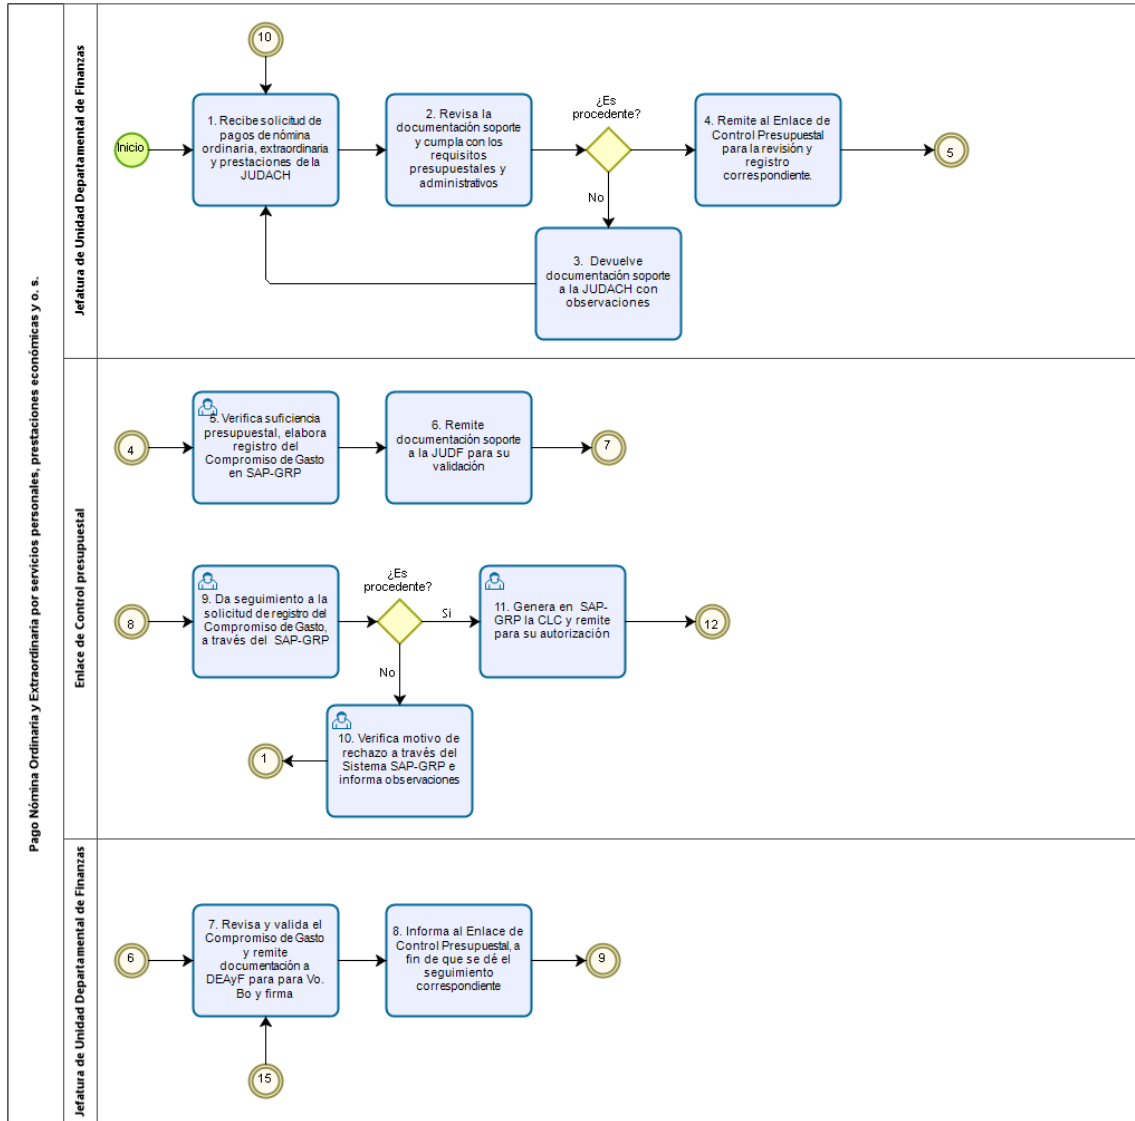 Pago Nómina Ordinaria y Extraordinaria por servicios personales, prestaciones económicas y o. s.
Jefatura de Unidad Departamental de Finanzas
10
Inicio
1. Recibe solicitud de
pagos de nómina
ordinaria, extraordinaria
y prestaciones de la
JUDACH
2. Revisa la
documentación soporte
y cumpla con los
requisitos
presupuestales y
administrativos
¿Es
procedente?
4. Remite al Enlace de
Control Presupuestal
para la revisión y
registro
correspondiente.
5
No
3. Devuelve
documentación soporte
a la JUDACH con
observaciones
Enlace de Control presupuestal
4
5. Verifica suficiencia
presupuestal, elabora
registro del
Compromiso de Gasto
en SAP-GRP
6. Remite
documentación soporte
a la JUDF para su
validación
7
8
9. Da seguimiento a la
solicitud de registro del
Compromiso de Gasto,
a través del SAP-GRP
¿Es
procedente?
Si
11. Genera en SAP-
GRP la CLC y remite
para su autorización
12
No
10. Verifica motivo de
rechazo a través del
Sistema SAP-GRP e
informa observaciones
1
Jefatura de Unidad Departamental de Finanzas
6
7. Revisa y valida el
Compromiso de Gasto
y remite
documentación a
DEAyF para para Vo.
Bo y firma
8. Informa al Enlace de
Control Presupuestal, a
fin de que se dé el
seguimiento
correspondiente
9
15